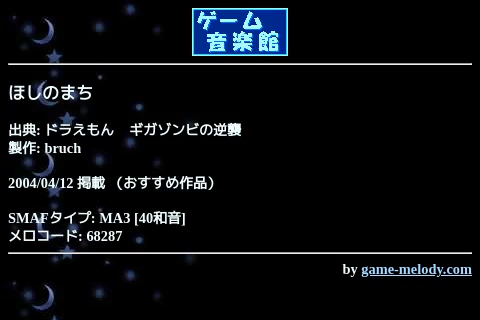 ゲーム
音楽館
ほしのまち
出典: ドラえもん　ギガゾンビの逆襲
製作: bruch
2004/04/12 掲載 （おすすめ作品）
SMAFタイプ: MA3 [40和音]
メロコード: 68287
by game-melody.com